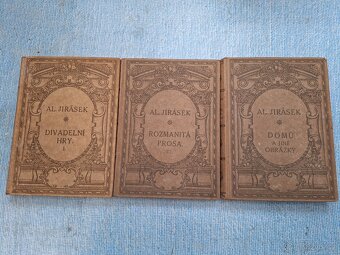 AL. JIRÁSEK
DIVADELNÍ
HRY.
I.
AL. JIRÁSEK
ROZMANITÁ
PROSA
AL. JIRÁSEK
DOMŮ
A JINÉ
OBRÁZKY